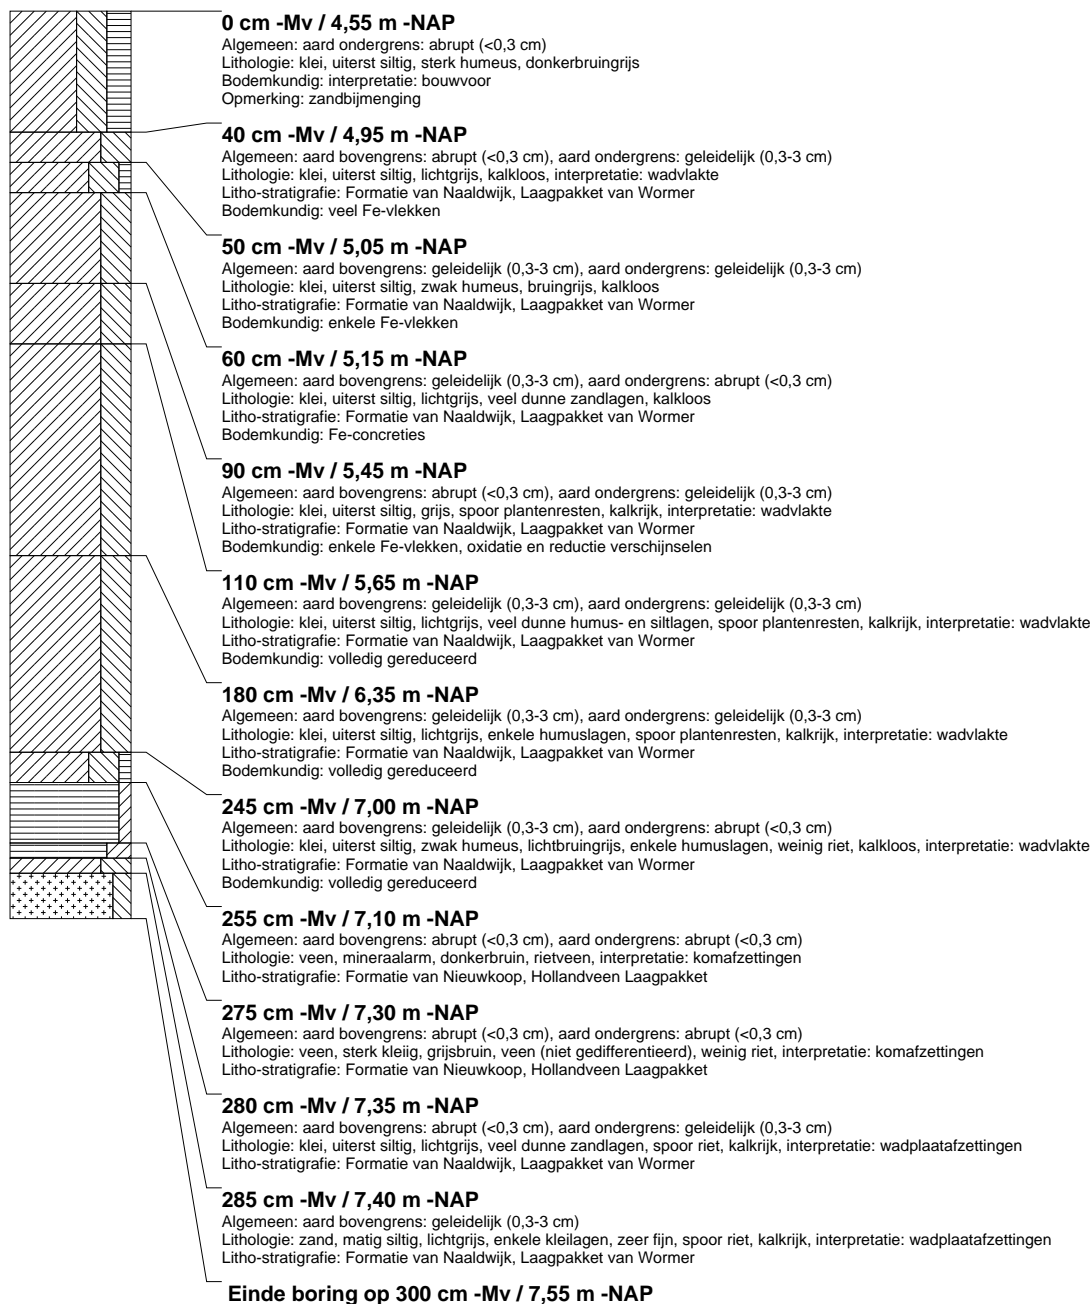 0 cm -Mv / 4,55 m -NAP
Algemeen: aard ondergrens: abrupt (<0,3 cm)
Lithologie: klei, uiterst siltig, sterk humeus, donkerbruingrijs
Bodemkundig: interpretatie: bouwvoor
Opmerking: zandbijmenging
40 cm -Mv / 4,95 m -NAP
Algemeen: aard bovengrens: abrupt (<0,3 cm), aard ondergrens: geleidelijk (0,3-3 cm)
Lithologie: klei, uiterst siltig, lichtgrijs, kalkloos, interpretatie: wadvlakte
Litho-stratigrafie: Formatie van Naaldwijk, Laagpakket van Wormer
Bodemkundig: veel Fe-vlekken
50 cm -Mv / 5,05 m -NAP
Algemeen: aard bovengrens: geleidelijk (0,3-3 cm), aard ondergrens: geleidelijk (0,3-3 cm)
Lithologie: klei, uiterst siltig, zwak humeus, bruingrijs, kalkloos
Litho-stratigrafie: Formatie van Naaldwijk, Laagpakket van Wormer
Bodemkundig: enkele Fe-vlekken
60 cm -Mv / 5,15 m -NAP
Algemeen: aard bovengrens: geleidelijk (0,3-3 cm), aard ondergrens: abrupt (<0,3 cm)
Lithologie: klei, uiterst siltig, lichtgrijs, veel dunne zandlagen, kalkloos
Litho-stratigrafie: Formatie van Naaldwijk, Laagpakket van Wormer
Bodemkundig: Fe-concreties
90 cm -Mv / 5,45 m -NAP
Algemeen: aard bovengrens: abrupt (<0,3 cm), aard ondergrens: geleidelijk (0,3-3 cm)
Lithologie: klei, uiterst siltig, grijs, spoor plantenresten, kalkrijk, interpretatie: wadvlakte
Litho-stratigrafie: Formatie van Naaldwijk, Laagpakket van Wormer
Bodemkundig: enkele Fe-vlekken, oxidatie en reductie verschijnselen
110 cm -Mv / 5,65 m -NAP
Algemeen: aard bovengrens: geleidelijk (0,3-3 cm), aard ondergrens: geleidelijk (0,3-3 cm)
Lithologie: klei, uiterst siltig, lichtgrijs, veel dunne humus- en siltlagen, spoor plantenresten, kalkrijk, interpretatie: wadvlakte
Litho-stratigrafie: Formatie van Naaldwijk, Laagpakket van Wormer
Bodemkundig: volledig gereduceerd
180 cm -Mv / 6,35 m -NAP
Algemeen: aard bovengrens: geleidelijk (0,3-3 cm), aard ondergrens: geleidelijk (0,3-3 cm)
Lithologie: klei, uiterst siltig, lichtgrijs, enkele humuslagen, spoor plantenresten, kalkrijk, interpretatie: wadvlakte
Litho-stratigrafie: Formatie van Naaldwijk, Laagpakket van Wormer
Bodemkundig: volledig gereduceerd
245 cm -Mv / 7,00 m -NAP
Algemeen: aard bovengrens: geleidelijk (0,3-3 cm), aard ondergrens: abrupt (<0,3 cm)
Lithologie: klei, uiterst siltig, zwak humeus, lichtbruingrijs, enkele humuslagen, weinig riet, kalkloos, interpretatie: wadvlakte
Litho-stratigrafie: Formatie van Naaldwijk, Laagpakket van Wormer
Bodemkundig: volledig gereduceerd
255 cm -Mv / 7,10 m -NAP
Algemeen: aard bovengrens: abrupt (<0,3 cm), aard ondergrens: abrupt (<0,3 cm)
Lithologie: veen, mineraalarm, donkerbruin, rietveen, interpretatie: komafzettingen
Litho-stratigrafie: Formatie van Nieuwkoop, Hollandveen Laagpakket
275 cm -Mv / 7,30 m -NAP
Algemeen: aard bovengrens: abrupt (<0,3 cm), aard ondergrens: abrupt (<0,3 cm)
Lithologie: veen, sterk kleiig, grijsbruin, veen (niet gedifferentieerd), weinig riet, interpretatie: komafzettingen
Litho-stratigrafie: Formatie van Nieuwkoop, Hollandveen Laagpakket
280 cm -Mv / 7,35 m -NAP
Algemeen: aard bovengrens: abrupt (<0,3 cm), aard ondergrens: geleidelijk (0,3-3 cm)
Lithologie: klei, uiterst siltig, lichtgrijs, veel dunne zandlagen, spoor riet, kalkrijk, interpretatie: wadplaatafzettingen
Litho-stratigrafie: Formatie van Naaldwijk, Laagpakket van Wormer
285 cm -Mv / 7,40 m -NAP
Algemeen: aard bovengrens: geleidelijk (0,3-3 cm)
Lithologie: zand, matig siltig, lichtgrijs, enkele kleilagen, zeer fijn, spoor riet, kalkrijk, interpretatie: wadplaatafzettingen
Litho-stratigrafie: Formatie van Naaldwijk, Laagpakket van Wormer
Einde boring op 300 cm -Mv / 7,55 m -NAP